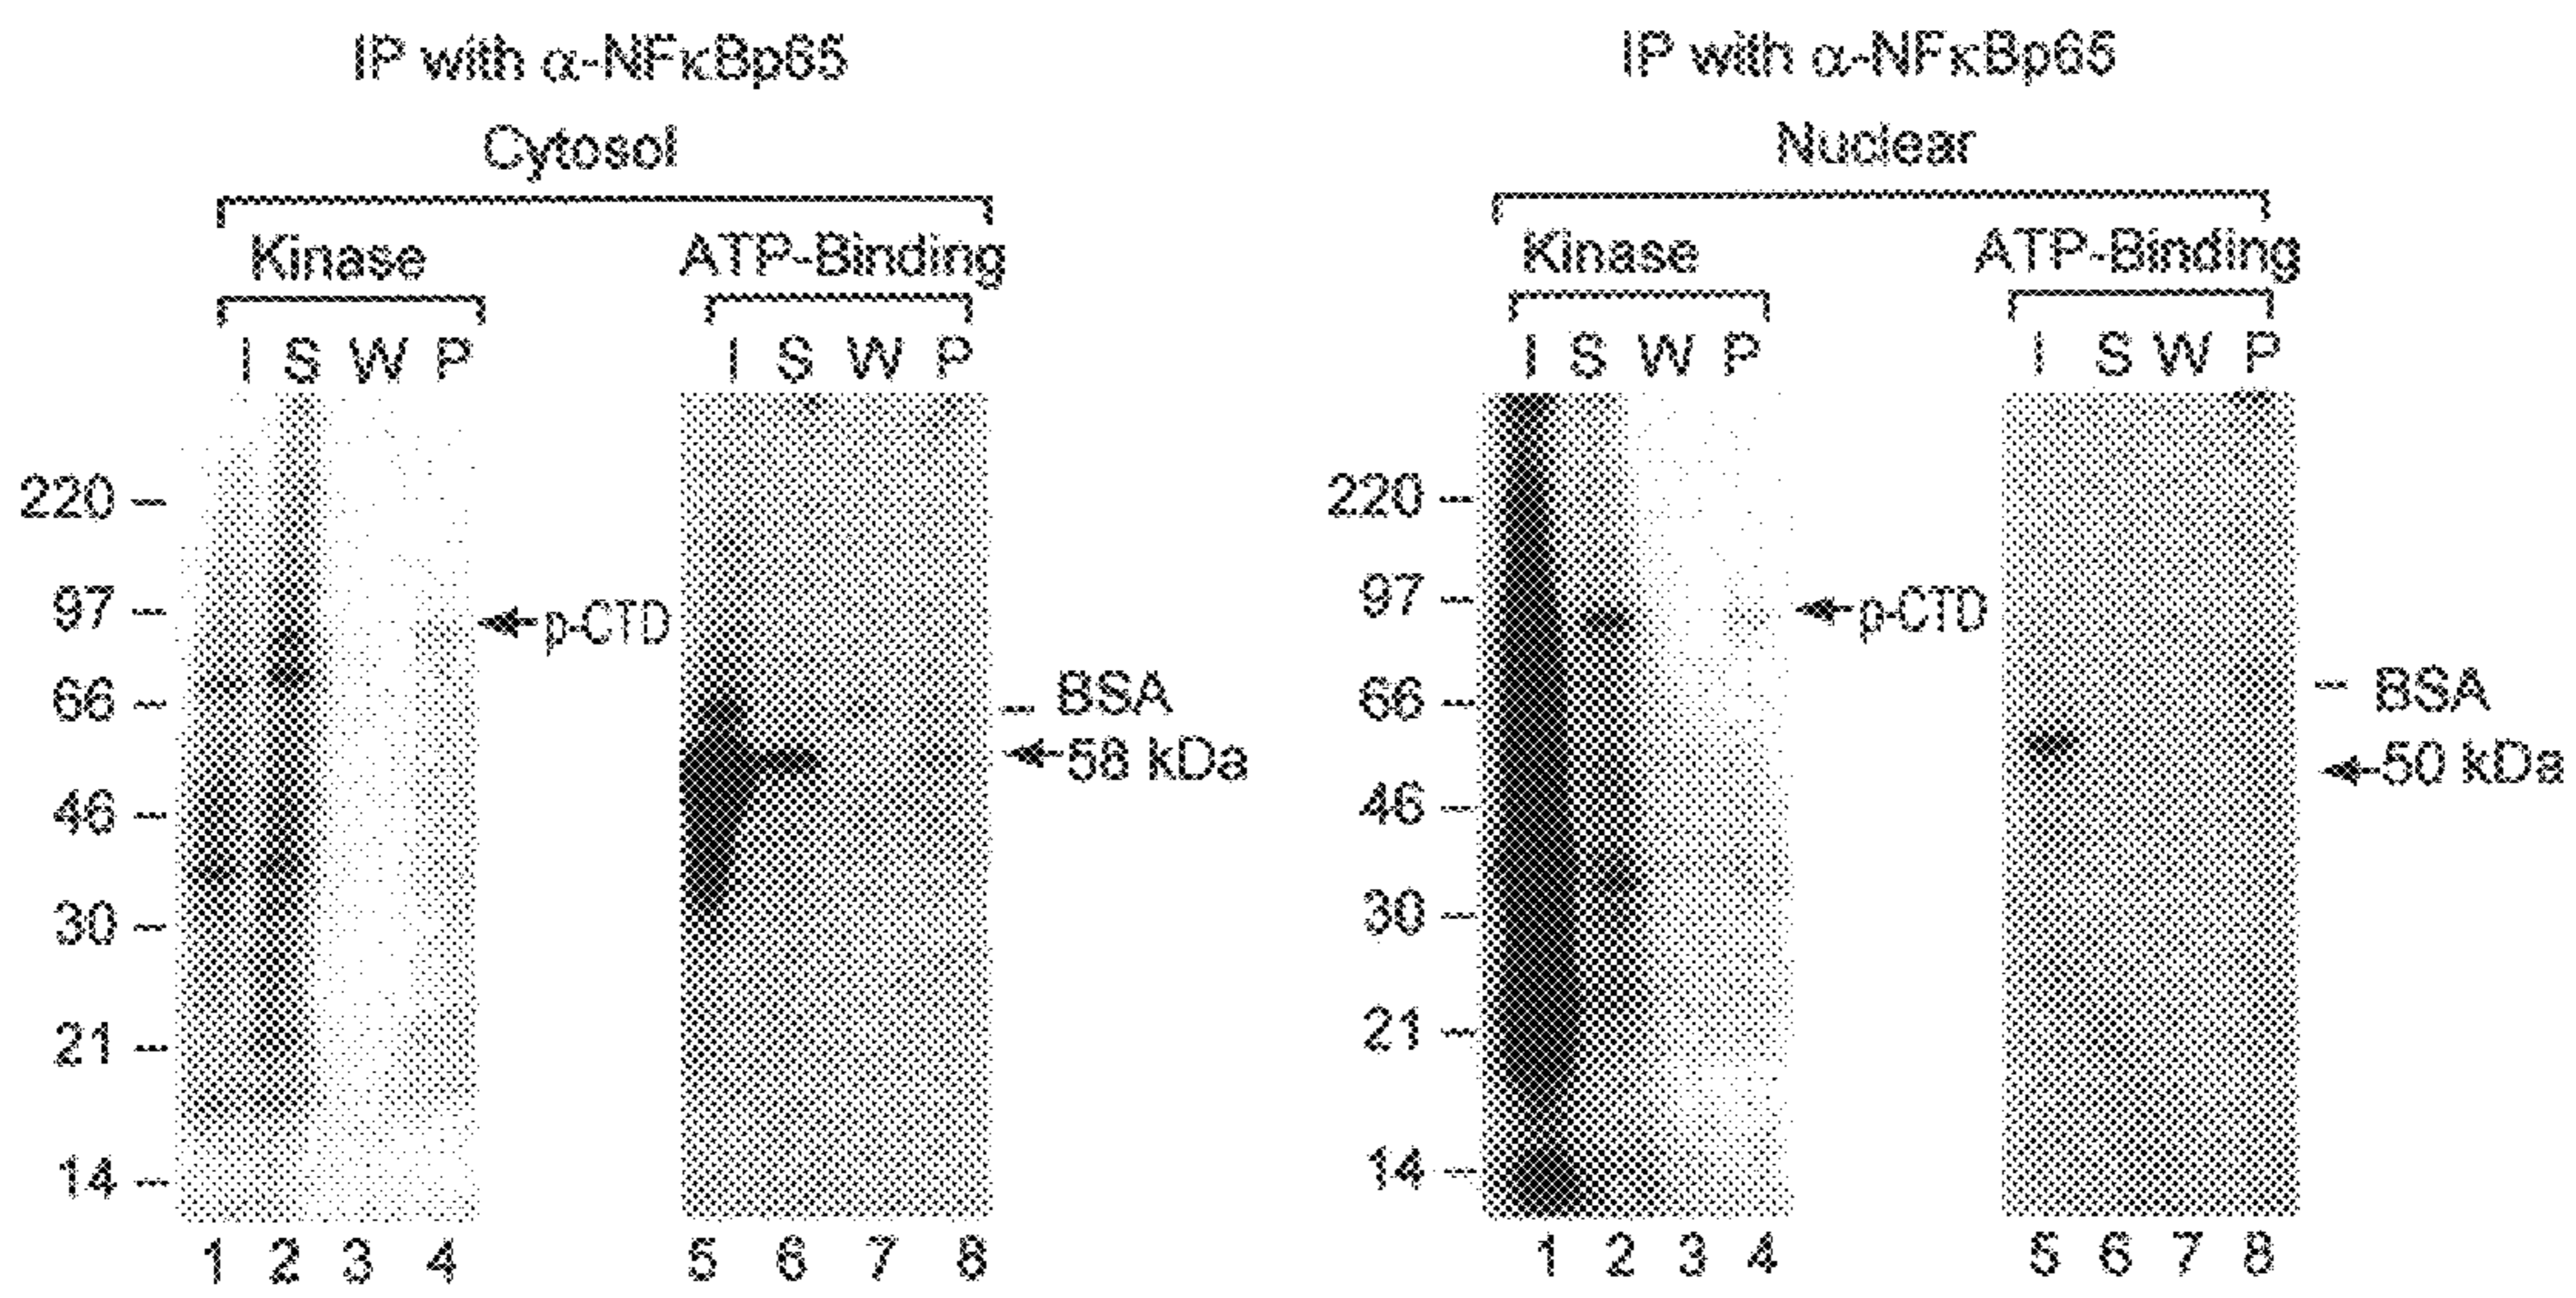 IP with α-NFκBp65
Cytosol
Kinase ATP-Binding
I S W P I S W P
220
97
p-CTD
66
BSA
58 kDa
46
30
21
14
1 2 3 4 5 6 7 8
IP with α-NFκBp65
Nuclear
Kinase ATP-Binding
I S W P I S W P
220
97
p-CTD
66
BSA
50 kDa
46
30
21
14
1 2 3 4 5 6 7 8